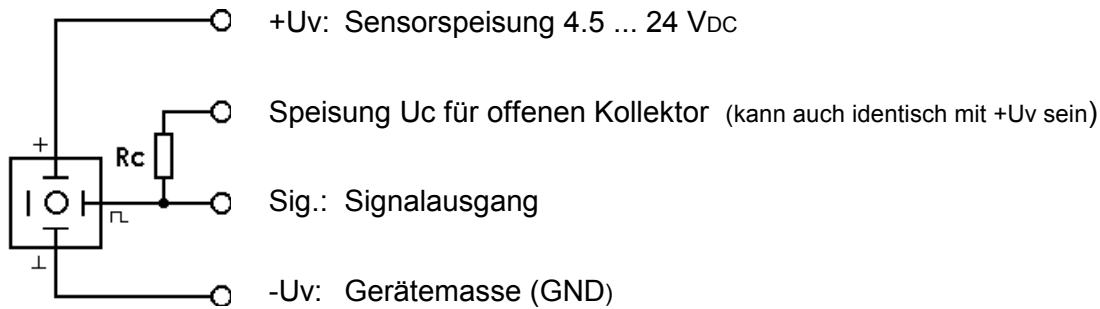 +Uv: Sensorspeisung 4.5 ... 24 VDC
Speisung Uc für offenen Kollektor (kann auch identisch mit +Uv sein)
+
Rc
Sig.: Signalausgang
⊥
-Uv: Gerätemasse (GND)